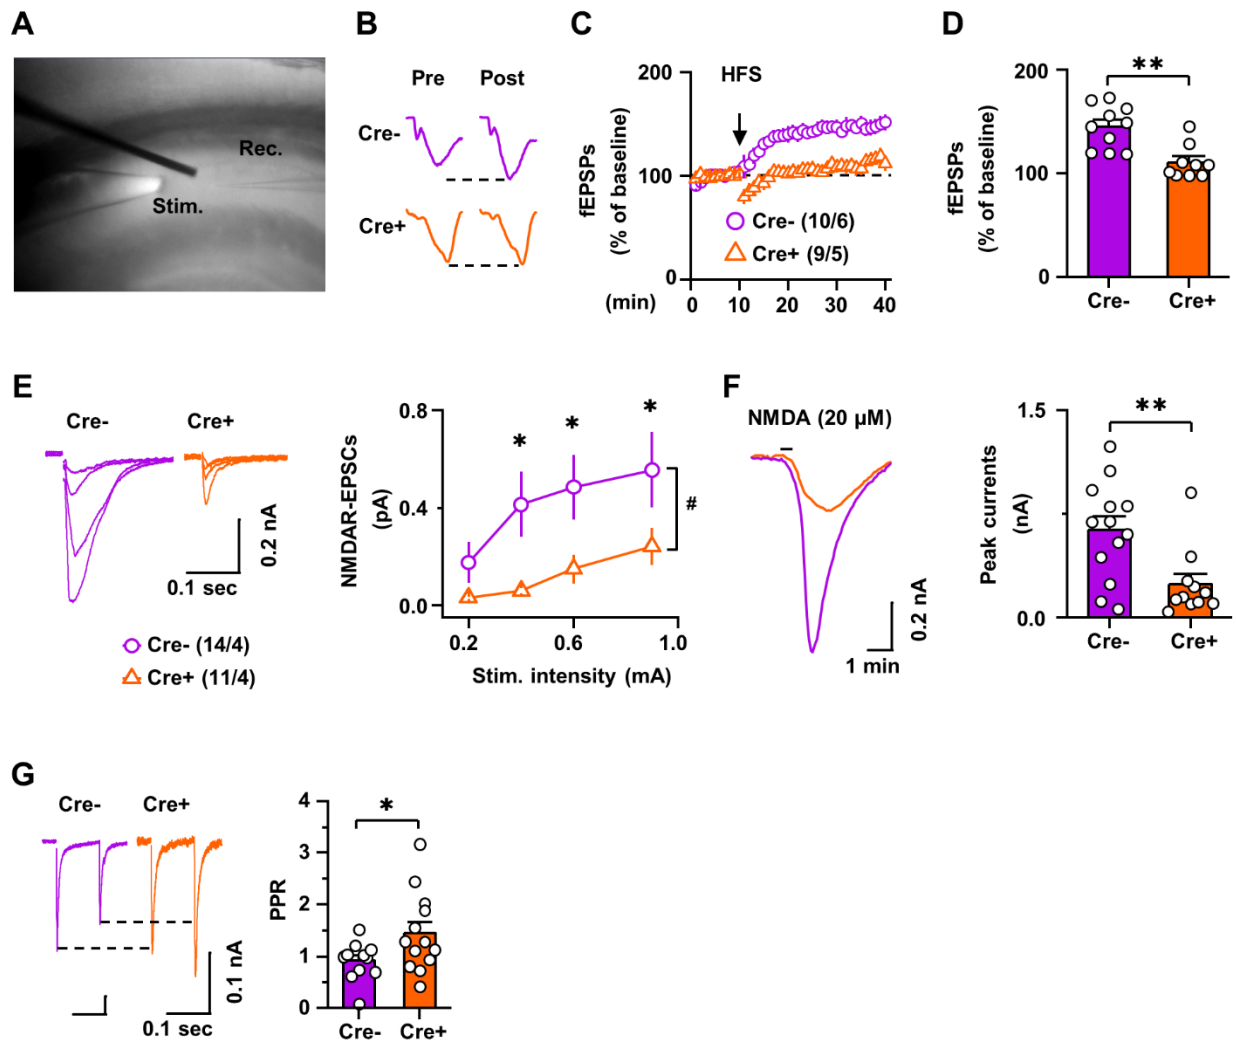 A
Rec.
Stim.
B
Pre
Post
Cre-
Cre+
C
HFS
fEPSPs
(% of baseline)
200
100
0
Cre- (10/6)
Cre+ (9/5)
(min)
0
10
20
30
40
D
**
fEPSPs
(% of baseline)
200
100
0
Cre-
Cre+
E
Cre-
Cre+
0.2 nA
0.1 sec
Cre- (14/4)
Cre+ (11/4)
NMDAR-EPSCs
(pA)
0.8
0.4
0.0
*
*
*
#
0.2
0.6
1.0
Stim. intensity (mA)
F
NMDA (20 µM)
0.2 nA
1 min
Peak currents
(nA)
1.5
0.0
**
Cre-
Cre+
G
Cre-
Cre+
0.1 nA
0.1 sec
PPR
4
3
2
1
0
*
Cre-
Cre+